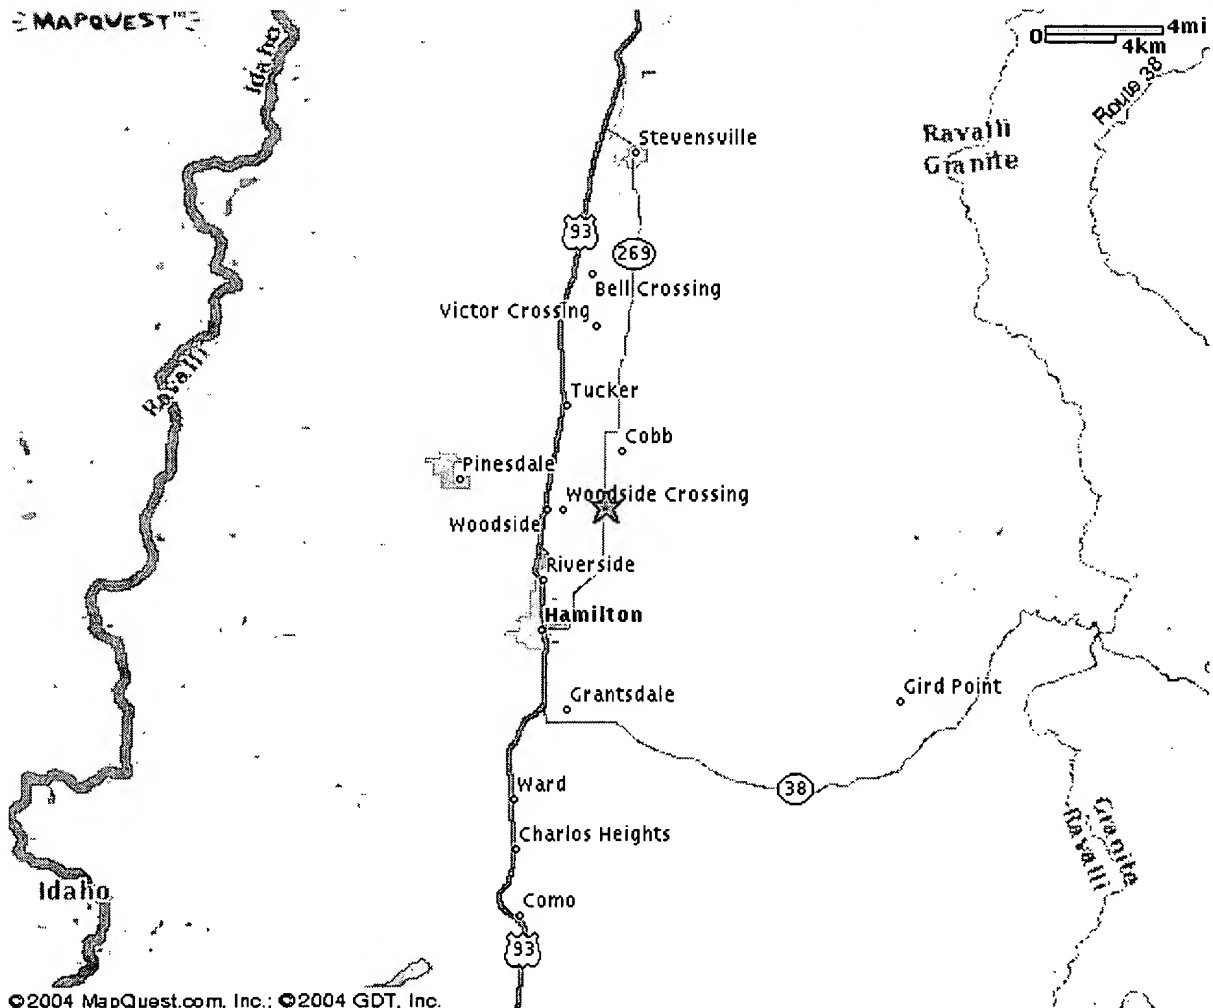 MAPQUEST™
0 4mi
4km
Idaho
Route 38
Stevensville
Ravalli
Granite
93
269
Bell Crossing
Victor Crossing
Ravalli
Tucker
Cobb
Pinesdale
Woodside Crossing
Woodside
Riverside
Hamilton
Grantsdale
Gird Point
Ward
38
Charlos Heights
Granite
Ravalli
Idaho
Como
93
©2004 MapQuest.com, Inc.; ©2004 GDT, Inc.